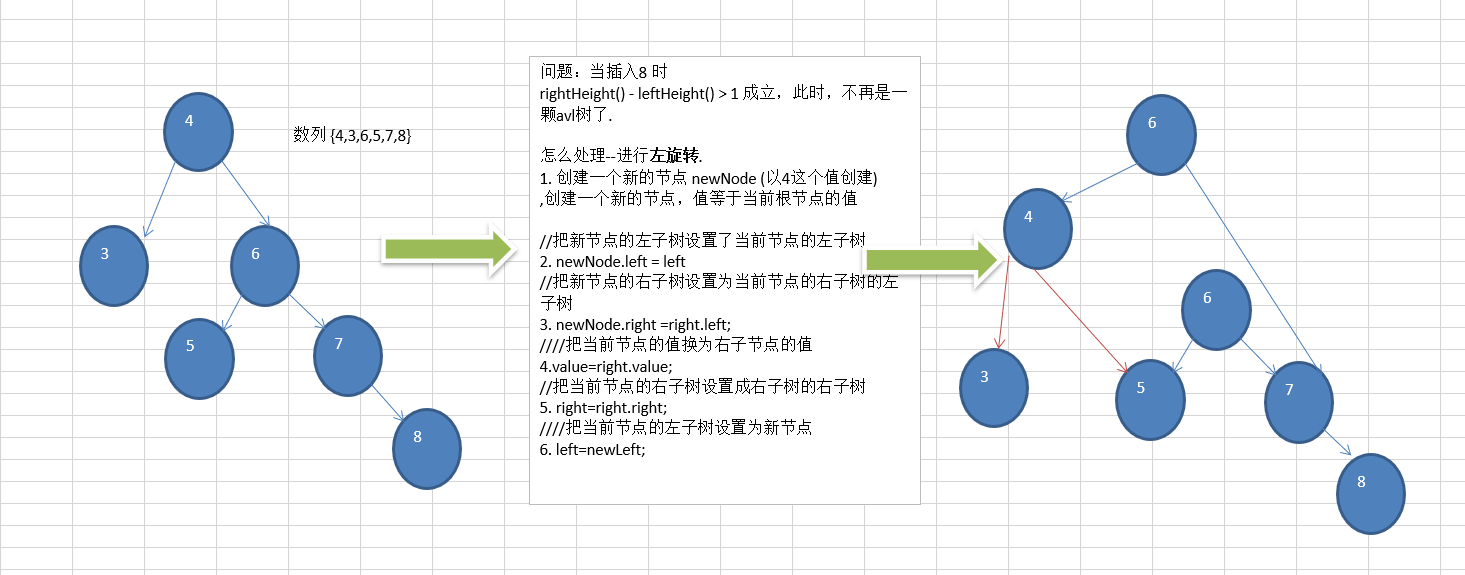 4
数列 {4,3,6,5,7,8}
3
6
5
7
8
问题：当插入8 时
rightHeight() - leftHeight() > 1 成立，此时，不再是一
颗avl树了.
怎么处理--进行左旋转.
1. 创建一个新的节点 newNode (以4这个值创建)
,创建一个新的节点，值等于当前根节点的值
//把新节点的左子树设置了当前节点的左子树
2. newNode.left = left
//把新节点的右子树设置为当前节点的右子树的左
子树
3. newNode.right =right.left;
////把当前节点的值换为右子节点的值
4.value=right.value;
//把当前节点的右子树设置成右子树的右子树
5. right=right.right;
////把当前节点的左子树设置为新节点
6. left=newLeft;
6
4
6
3
5
7
8